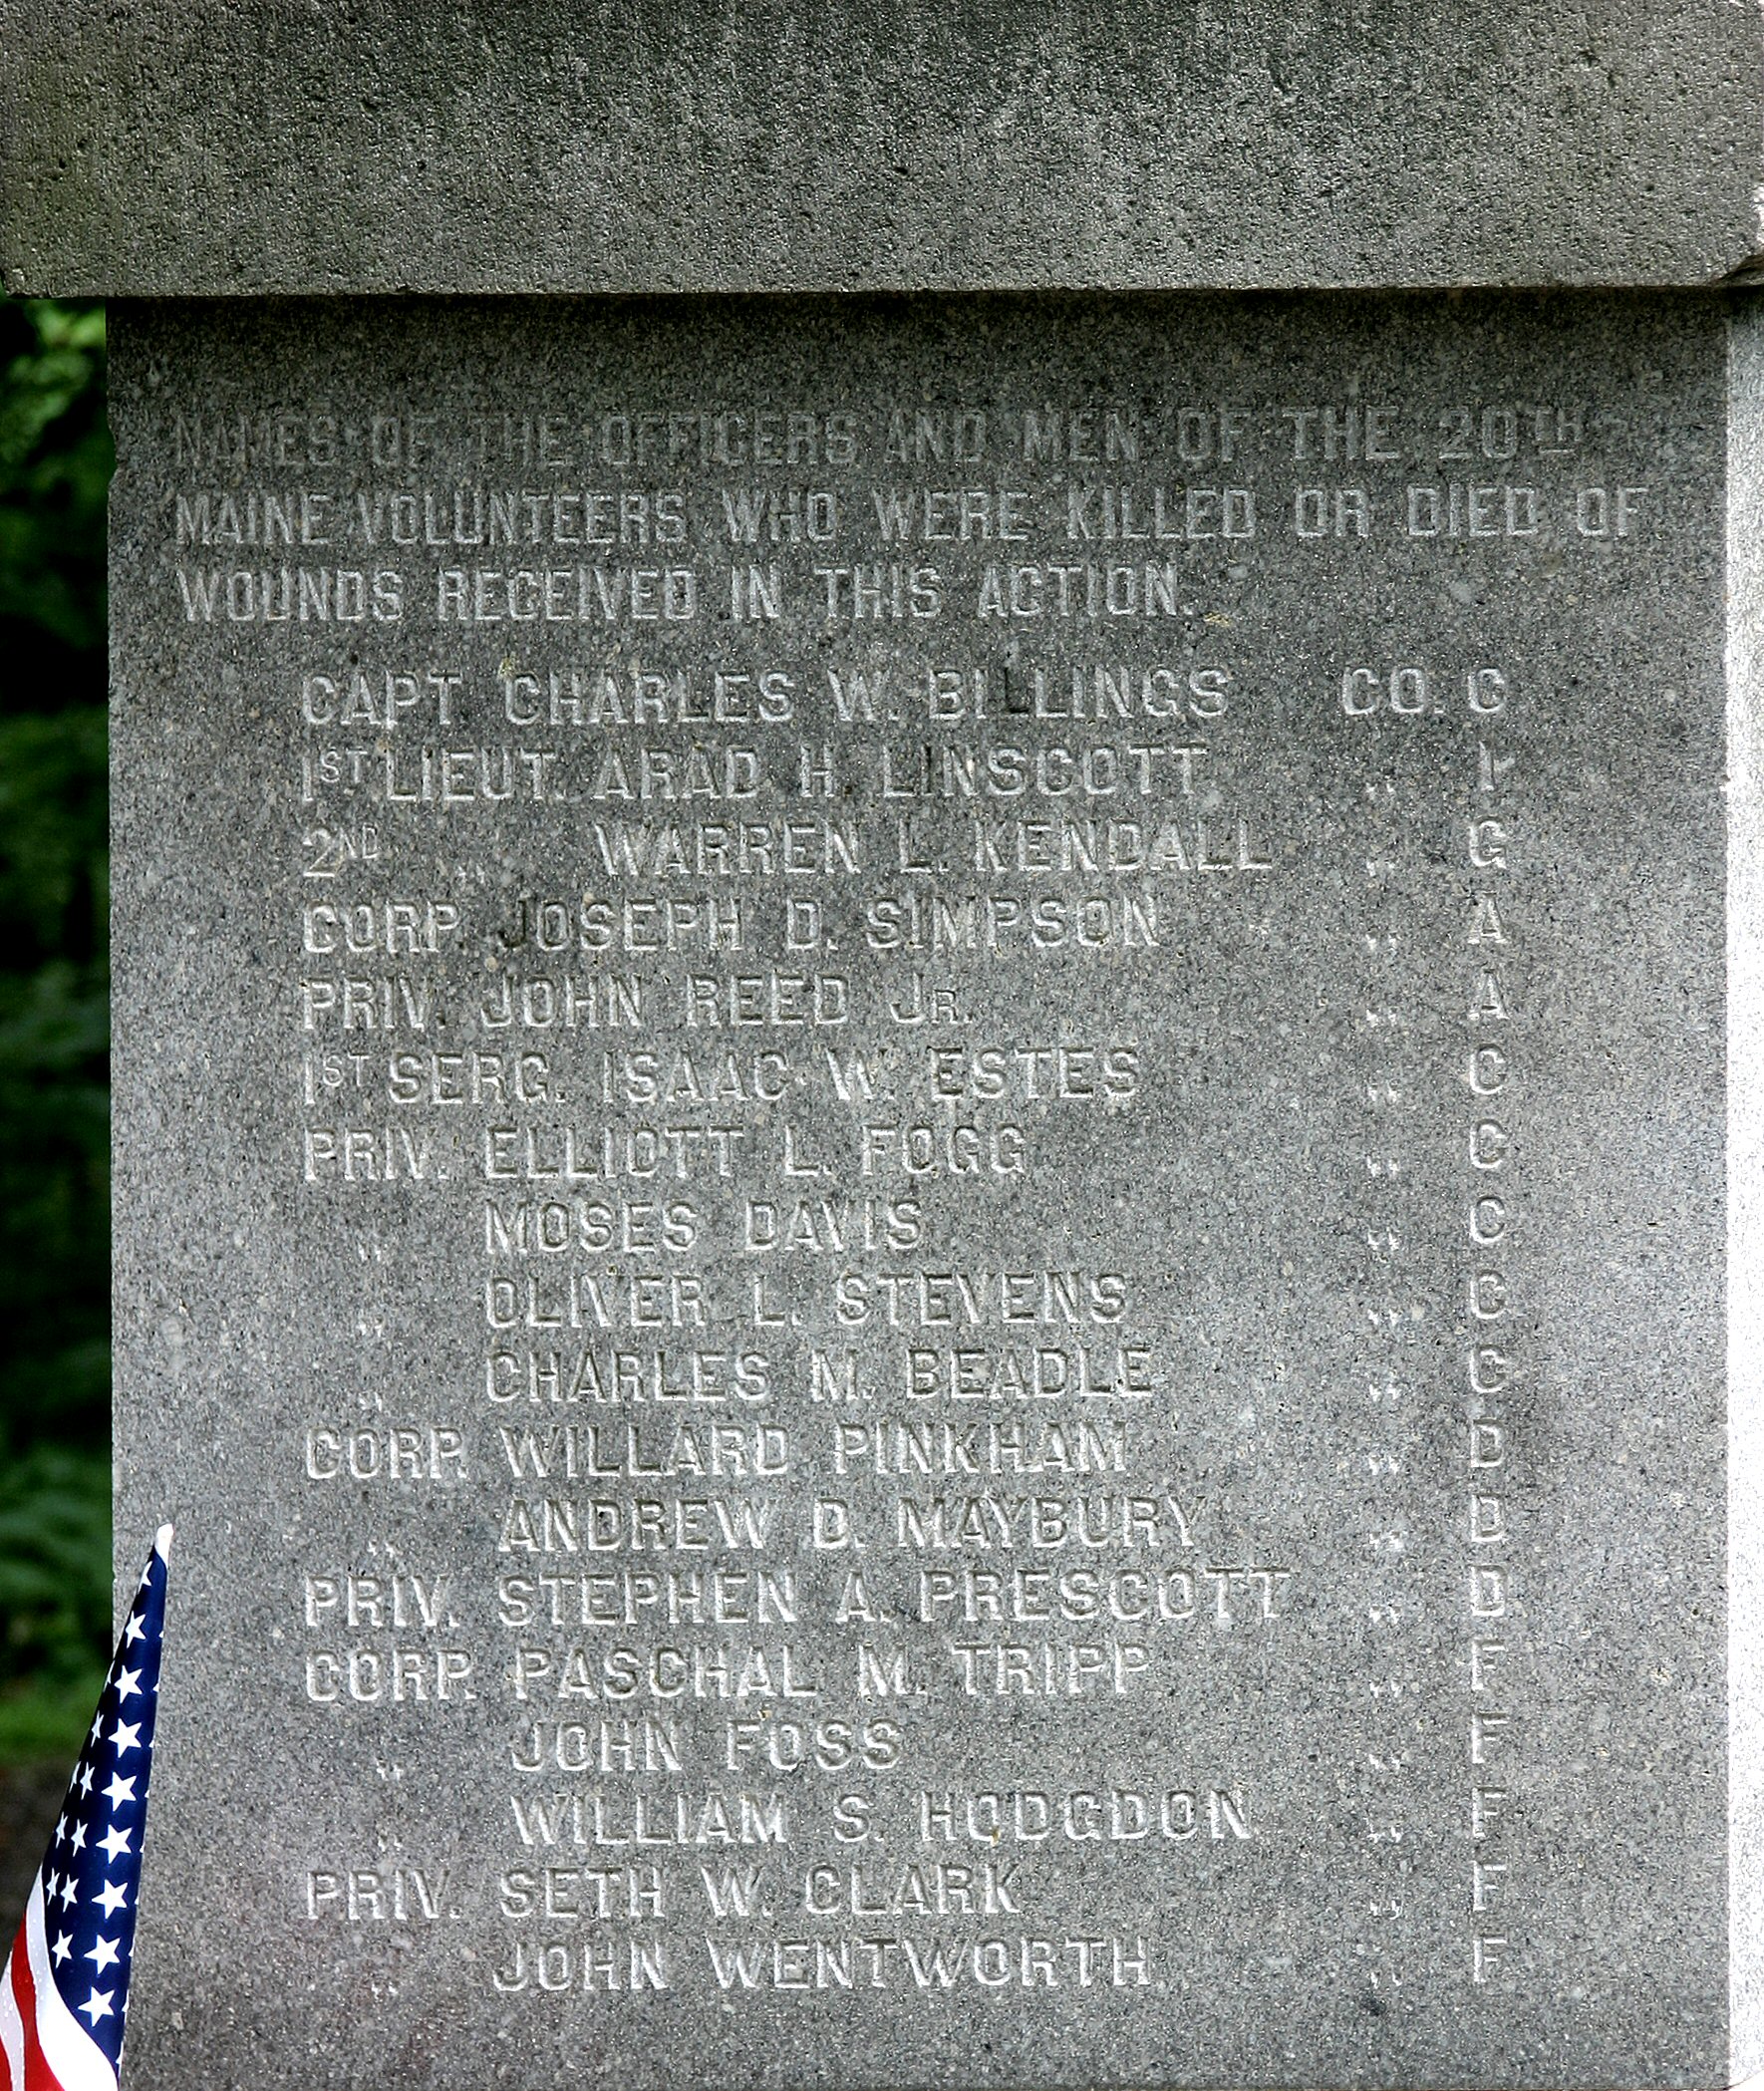 NAMES OF THE OFFICERS AND MEN OF THE 20TH
MAINE VOLUNTEERS WHO WERE KILLED OR DIED OF
WOUNDS RECEIVED IN THIS ACTION.
CAPT CHARLES W. BILLINGS CO. C
1ST LIEUT. ARAD H LINSCOTT „ I
2ND „ WARREN L. KENDALL „ G
CORP. JOSEPH D. SIMPSON „ A
PRIV. JOHN REED JR. „ A
1ST SERG. ISAAC W. ESTES „ C
PRIV. ELLIOTT L. FOGG „ C
„ MOSES DAVIS „ C
„ OLIVER L. STEVENS „ C
„ CHARLES M. BEADLE „ C
CORP. WILLARD PINKHAM „ D
„ ANDREW D. MAYBURY „ D
PRIV. STEPHEN A. PRESCOTT „ D
CORP. PASCHAL M. TRIPP „ F
„ JOHN FOSS „ F
„ WILLIAM S. HODGDON „ F
PRIV. SETH W. CLARK „ F
„ JOHN WENTWORTH „ F